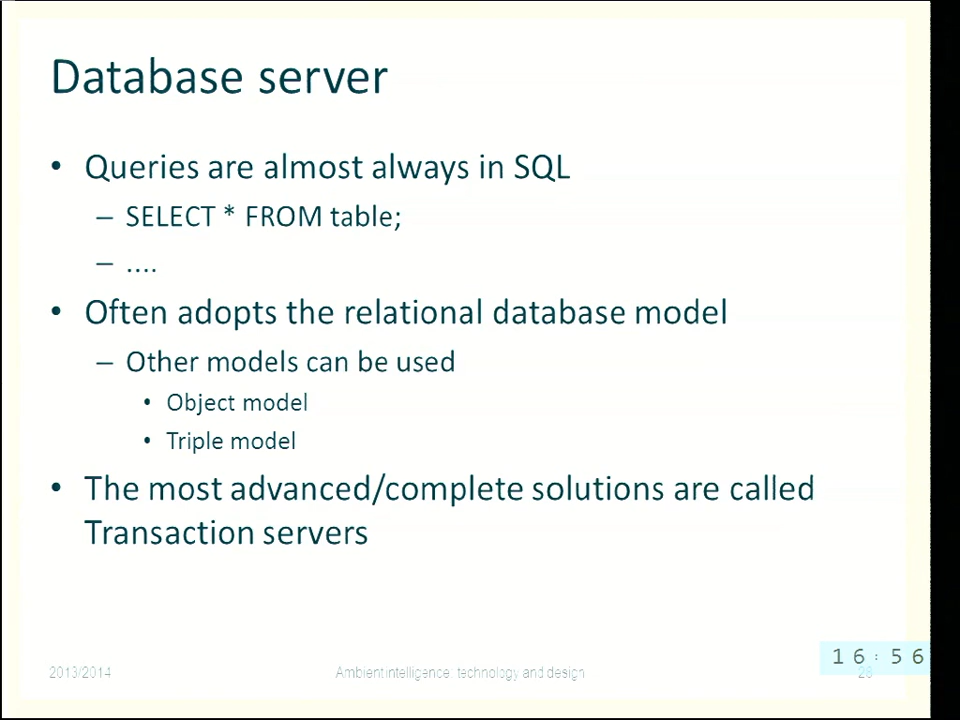 Database server
• Queries are almost always in SQL
– SELECT * FROM table;
– ....
• Often adopts the relational database model
– Other models can be used
• Object model
• Triple model
• The most advanced/complete solutions are called
Transaction servers
16:56
2013/2014
Ambient intelligence: technology and design
28